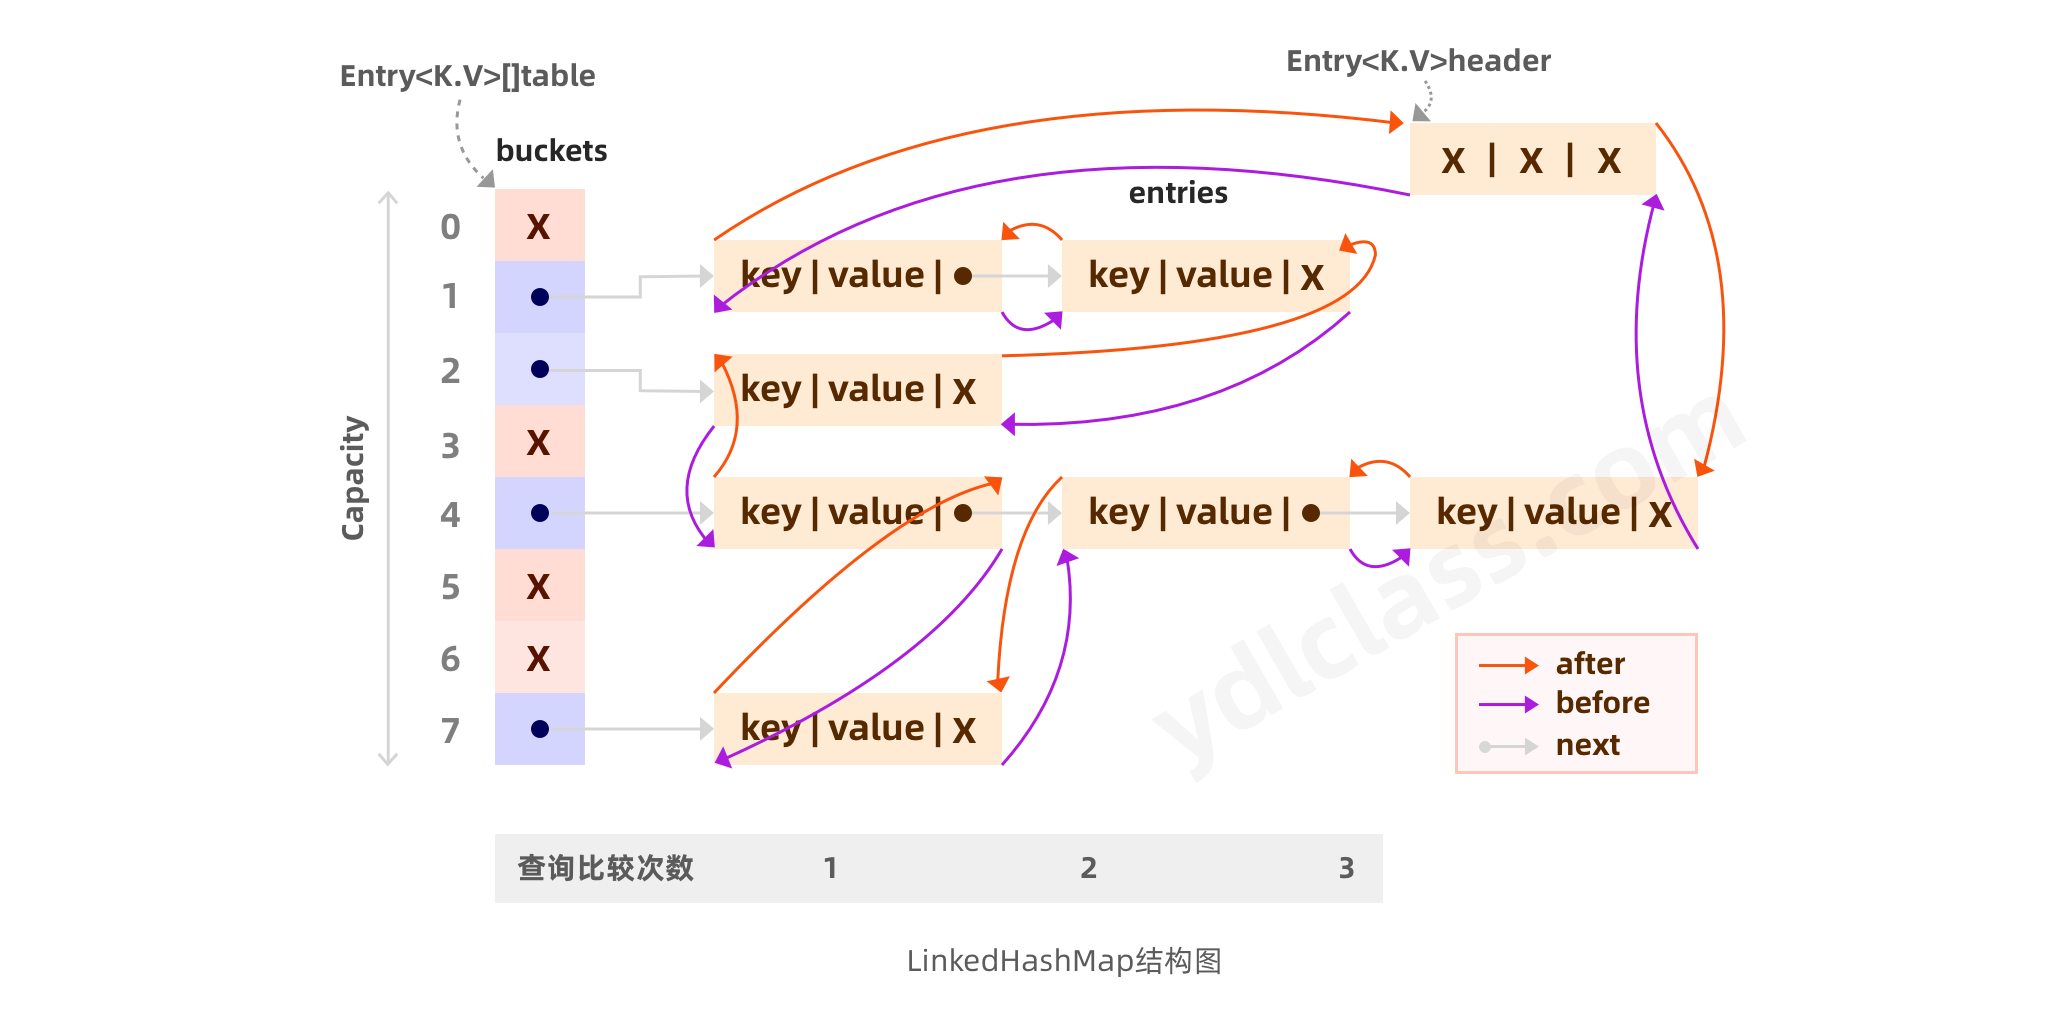 Entry<K.V>[]table
Entry<K.V>header
buckets
X | X | X
entries
0 X
1 key|value| key|value|X
2 key|value|X
3 X
4 key|value| key|value| key|value|X
5 X
6 X
7 key|value|X
Capacity
ydlclass.com
after
before
next
查询比较次数 1 2 3
LinkedHashMap结构图